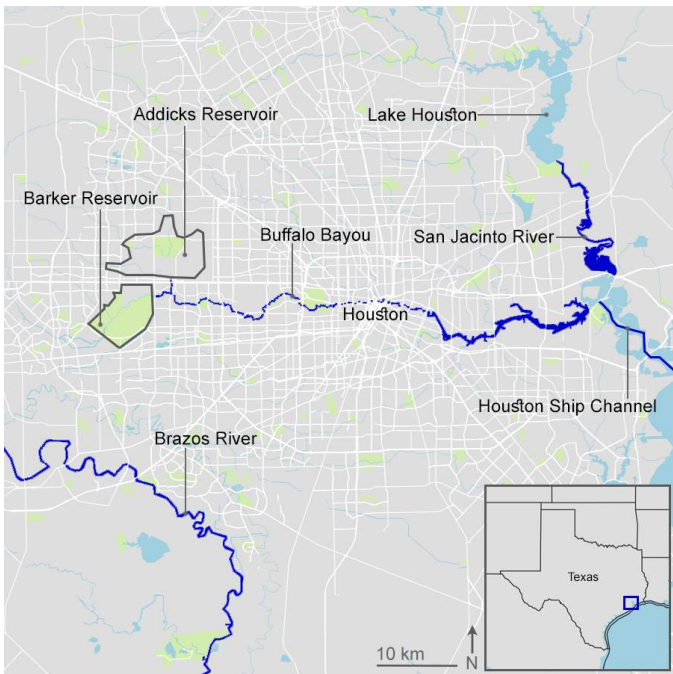 Addicks Reservoir
Lake Houston
Barker Reservoir
Buffalo Bayou
San Jacinto River
Houston
Houston Ship Channel
Brazos River
Texas
10 km
N